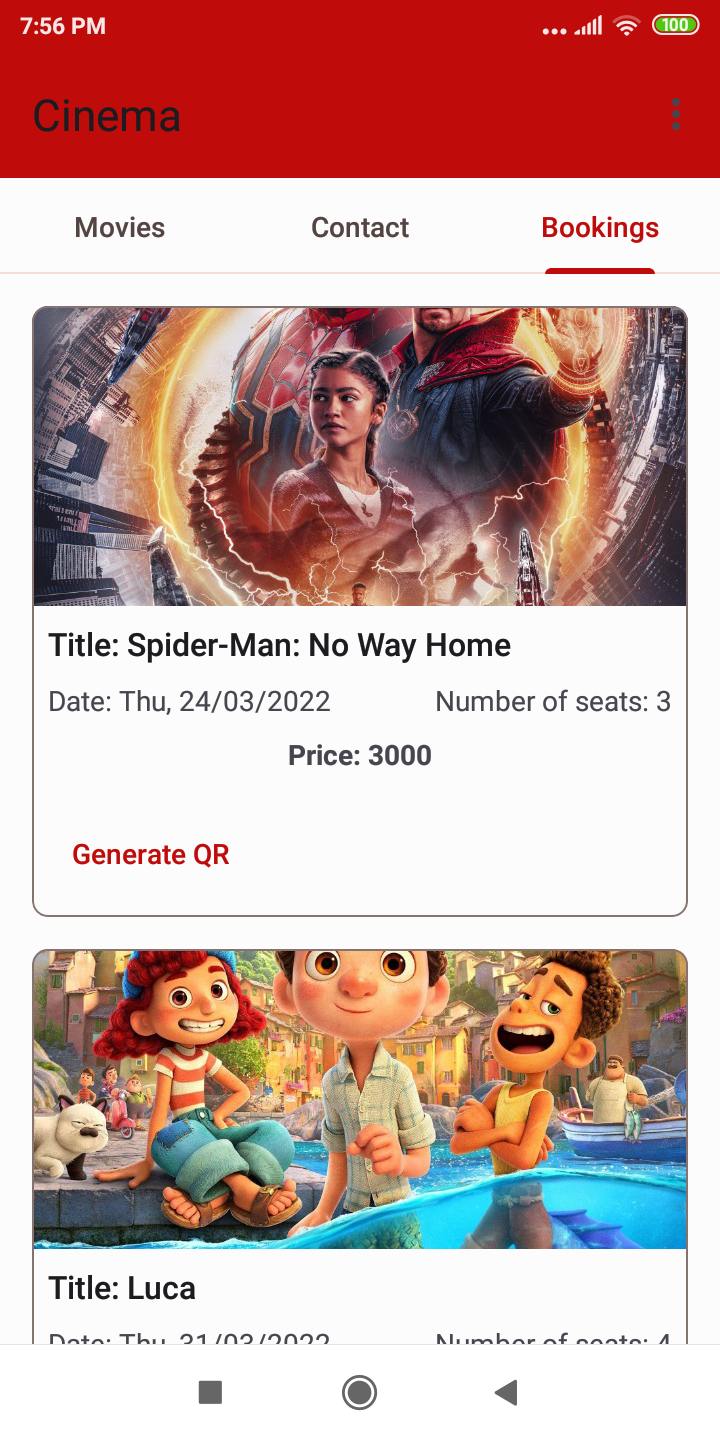 7:56 PM
100
Cinema
Movies
Contact
Bookings
Title: Spider-Man: No Way Home
Date: Thu, 24/03/2022
Number of seats: 3
Price: 3000
Generate QR
Title: Luca
Date: Thu, 31/03/2022
Number of seats: 4